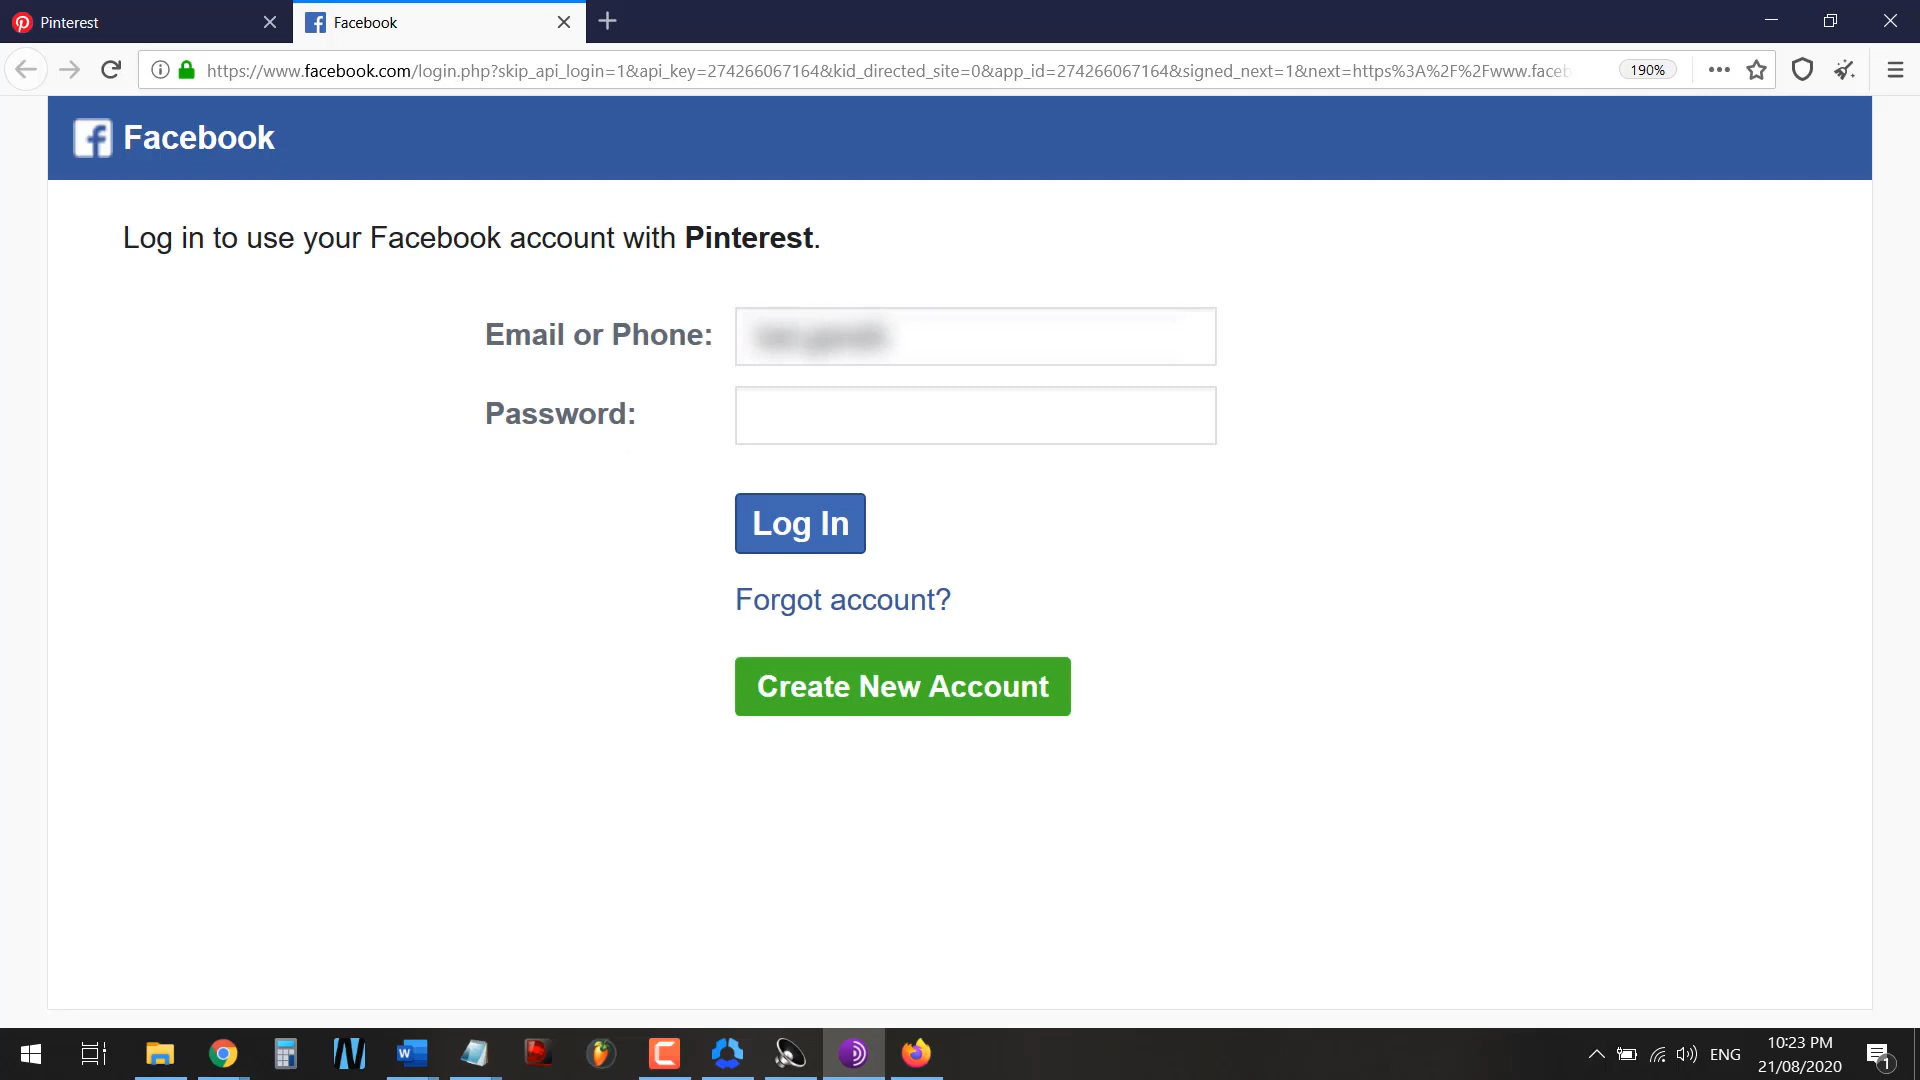 Pinterest
Facebook
https://www.facebook.com/login.php?skip_api_login=1&api_key=274266067164&kid_directed_site=0&app_id=274266067164&signed_next=1&next=https%3A%2F%2Fwww.faceb
190%
Facebook
Log in to use your Facebook account with Pinterest.
Email or Phone:
Password:
Log In
Forgot account?
Create New Account
ENG
10:23 PM
21/08/2020
1